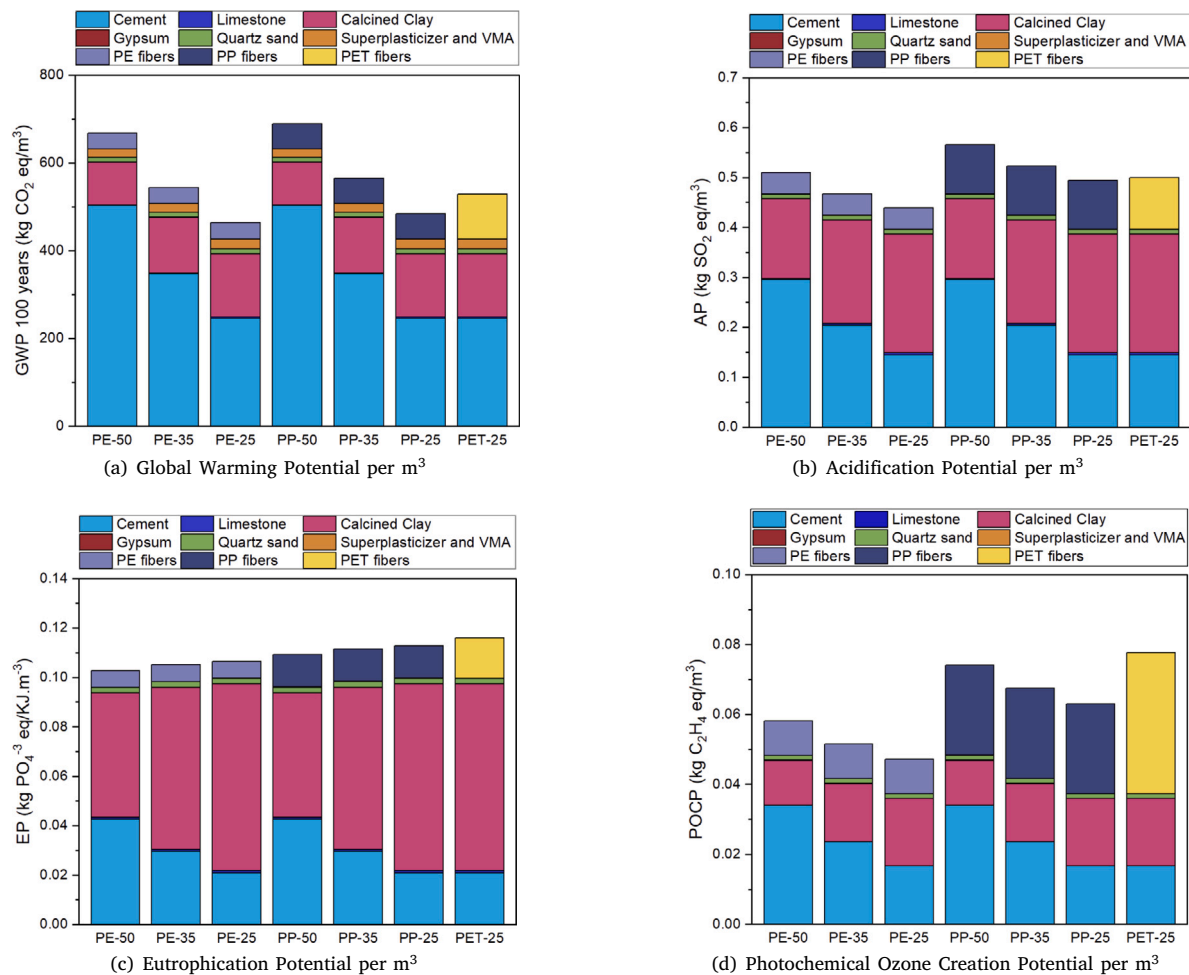 Cement Limestone Calcined Clay
Gypsum Quartz sand Superplasticizer and VMA
PE fibers PP fibers PET fibers
GWP 100 years (kg CO₂ eq/m³)
800
600
400
200
0
PE-50 PE-35 PE-25 PP-50 PP-35 PP-25 PET-25
(a) Global Warming Potential per m³
Cement Limestone Calcined Clay
Gypsum Quartz sand Superplasticizer and VMA
PE fibers PP fibers PET fibers
AP (kg SO₂ eq/m³)
0.7
0.6
0.5
0.4
0.3
0.2
0.1
0.0
PE-50 PE-35 PE-25 PP-50 PP-35 PP-25 PET-25
(b) Acidification Potential per m³
Cement Limestone Calcined Clay
Gypsum Quartz sand Superplasticizer and VMA
PE fibers PP fibers PET fibers
EP (kg PO₄⁻³ eq/KJ.m⁻³)
0.14
0.12
0.10
0.08
0.06
0.04
0.02
0.00
PE-50 PE-35 PE-25 PP-50 PP-35 PP-25 PET-25
(c) Eutrophication Potential per m³
Cement Limestone Calcined Clay
Gypsum Quartz sand Superplasticizer and VMA
PE fibers PP fibers PET fibers
POCP (kg C₂H₄ eq/m³)
0.10
0.08
0.06
0.04
0.02
0.00
PE-50 PE-35 PE-25 PP-50 PP-35 PP-25 PET-25
(d) Photochemical Ozone Creation Potential per m³